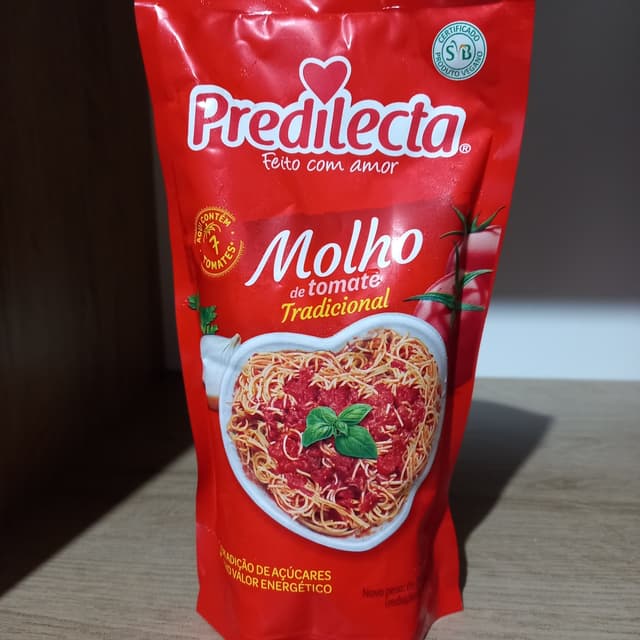 CERTIFICADO
SVB
PRODUTO VEGANO
Predilecta®
Feito com amor
AQUI CONTÉM
7
TOMATES
Molho
de tomate
Tradicional
DE AÇÚCARES
VALOR ENERGÉTICO
Novo peso: